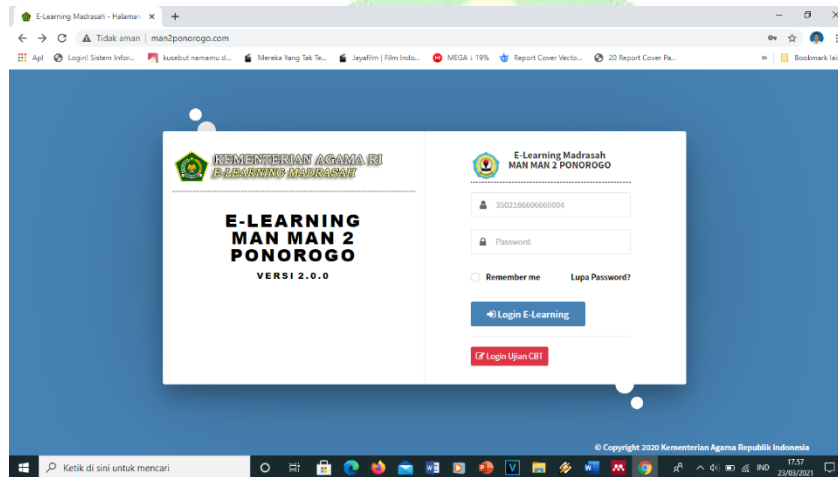 E-Learning Madrasah - Halaman
Tidak aman | man2ponorogo.com
Apl Login! Sistem Infor... kusebut namamu d... Mereka Yang Tak Te... Jayafilm | Film Indo... MEGA ↓ 19% Report Cover Vecto... 20 Report Cover Pa... » Bookmark lai
KEMENTERIAN AGAMA RI
E-LEARNING MADRASAH
E-LEARNING
MAN MAN 2
PONOROGO
VERSI 2.0.0
E-Learning Madrasah
MAN MAN 2 PONOROGO
3502166606660004
Password
Remember me Lupa Password?
Login E-Learning
Login Ujian CBT
© Copyright 2020 Kementerian Agama Republik Indonesia
Ketik di sini untuk mencari
IND
17,57
23/03/2021